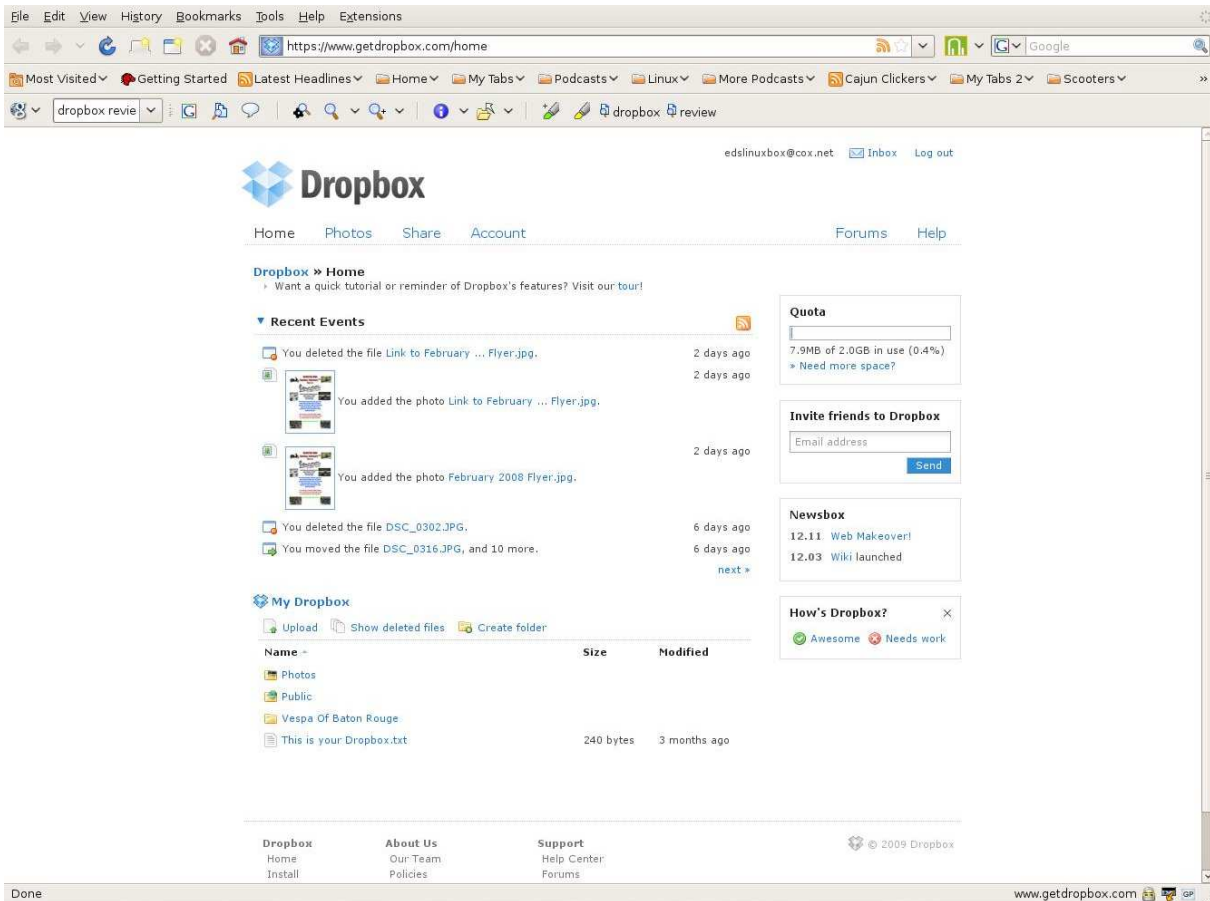 File Edit View History Bookmarks Tools Help Extensions
https://www.getdropbox.com/home
Google
Most Visited Getting Started Latest Headlines Home My Tabs Podcasts Linux More Podcasts Cajun Clickers My Tabs 2 Scooters »
dropbox revie dropbox review
edslinuxbox@cox.net Inbox Log out
Dropbox
Home Photos Share Account Forums Help
Dropbox » Home
Want a quick tutorial or reminder of Dropbox's features? Visit our tour!
Recent Events
You deleted the file Link to February ... Flyer.jpg. 2 days ago
You added the photo Link to February ... Flyer.jpg. 2 days ago
You added the photo February 2008 Flyer.jpg. 2 days ago
You deleted the file DSC_0302.JPG. 6 days ago
You moved the file DSC_0316.JPG, and 10 more. 6 days ago
next »
Quota
7.9MB of 2.0GB in use (0.4%)
» Need more space?
Invite friends to Dropbox
Email address
Send
Newsbox
12.11 Web Makeover!
12.03 Wiki launched
How's Dropbox?
Awesome Needs work
My Dropbox
Upload Show deleted files Create folder
Name Size Modified
Photos
Public
Vespa Of Baton Rouge
This is your Dropbox.txt 240 bytes 3 months ago
Dropbox About Us Support
Home Our Team Help Center
Install Policies Forums
© 2009 Dropbox
Done www.getdropbox.com GP